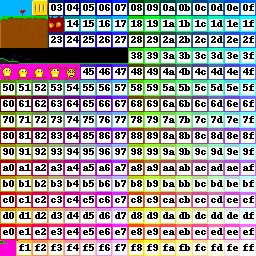 03 04 05 06 07 08 09 0a 0b 0c 0d 0e 0f
14 15 16 17 18 19 1a 1b 1c 1d 1e 1f
23 24 25 26 27 28 29 2a 2b 2c 2d 2e 2f
38 39 3a 3b 3c 3d 3e 3f
45 46 47 48 49 4a 4b 4c 4d 4e 4f
50 51 52 53 54 55 56 57 58 59 5a 5b 5c 5d 5e 5f
60 61 62 63 64 65 66 67 68 69 6a 6b 6c 6d 6e 6f
70 71 72 73 74 75 76 77 78 79 7a 7b 7c 7d 7e 7f
80 81 82 83 84 85 86 87 88 89 8a 8b 8c 8d 8e 8f
90 91 92 93 94 95 96 97 98 99 9a 9b 9c 9d 9e 9f
a0 a1 a2 a3 a4 a5 a6 a7 a8 a9 aa ab ac ad ae af
b0 b1 b2 b3 b4 b5 b6 b7 b8 b9 ba bb bc bd be bf
c0 c1 c2 c3 c4 c5 c6 c7 c8 c9 ca cb cc cd ce cf
d0 d1 d2 d3 d4 d5 d6 d7 d8 d9 da db dc dd de df
e0 e1 e2 e3 e4 e5 e6 e7 e8 e9 ea eb ec ed ee ef
f1 f2 f3 f4 f5 f6 f7 f8 f9 fa fb fc fd fe ff